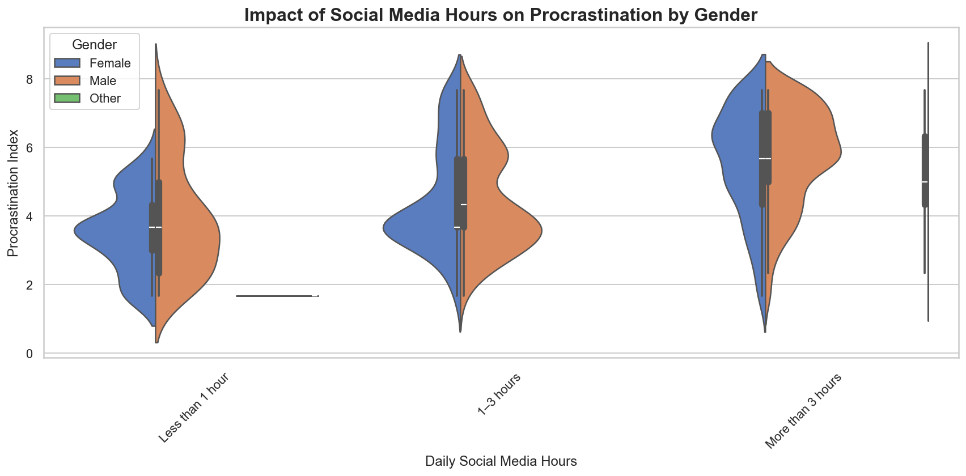 Impact of Social Media Hours on Procrastination by Gender
Gender
Female
Male
Other
Procrastination Index
8
6
4
2
0
Less than 1 hour
1–3 hours
More than 3 hours
Daily Social Media Hours